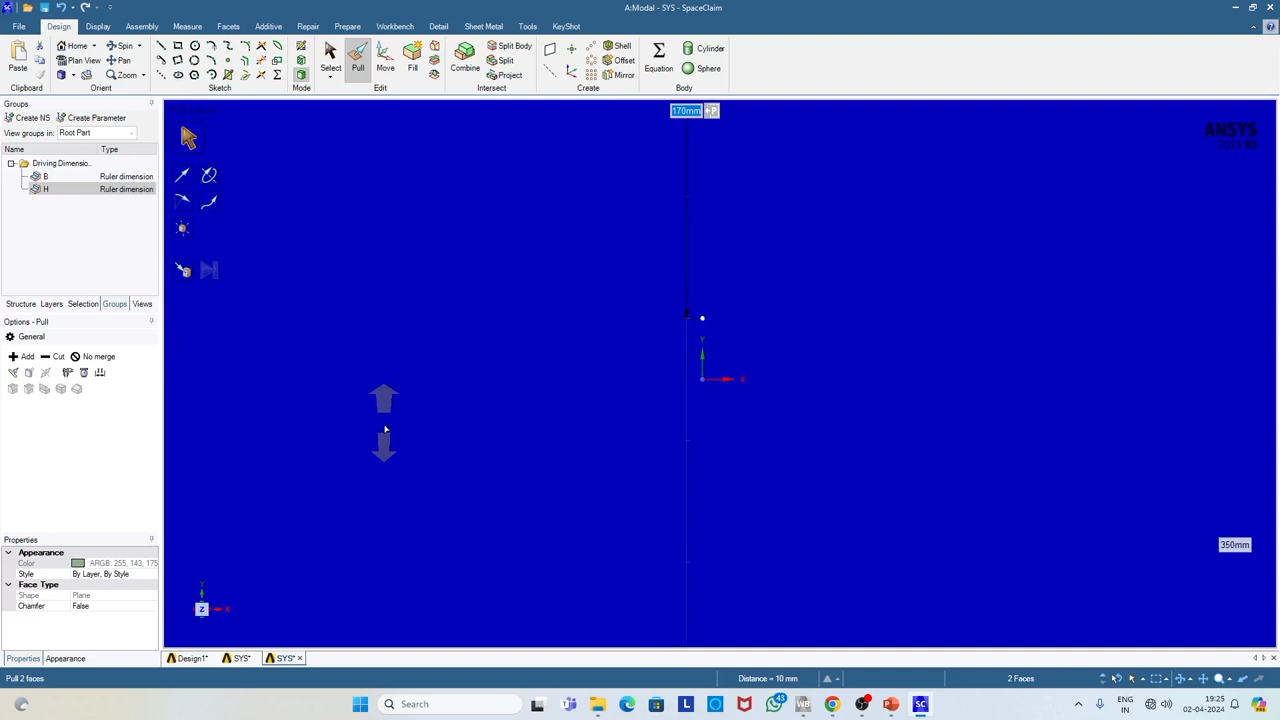 A:Modal - SYS - SpaceClaim
File Design Display Assembly Measure Facets Additive Repair Prepare Workbench Detail Sheet Metal Tools KeyShot
Home Spin Split Body Shell Cylinder
Plan View Pan Split Offset
Paste Zoom Select Pull Move Fill Combine Project Mirror Equation Sphere
Clipboard Orient Sketch Mode Edit Intersect Create Body
Groups
Create NS Create Parameter
View groups in: Root Part
Name Type
Driving Dimensio...
B Ruler dimension
H Ruler dimension
Structure Layers Selection Groups Views
Options - Pull
General
Add Cut No merge
Properties
Appearance
Color ARGB: 255, 143, 175
Style By Layer, By Style
Face Type
Shape Plane
Chamfer False
Properties Appearance
170mm P
ANSYS
Y
X
350mm
Y
Z X
Design1* SYS* SYS*
Pull 2 faces Distance = 10 mm 2 Faces
Search 43 WB SC ENG 19:25
IN 02-04-2024